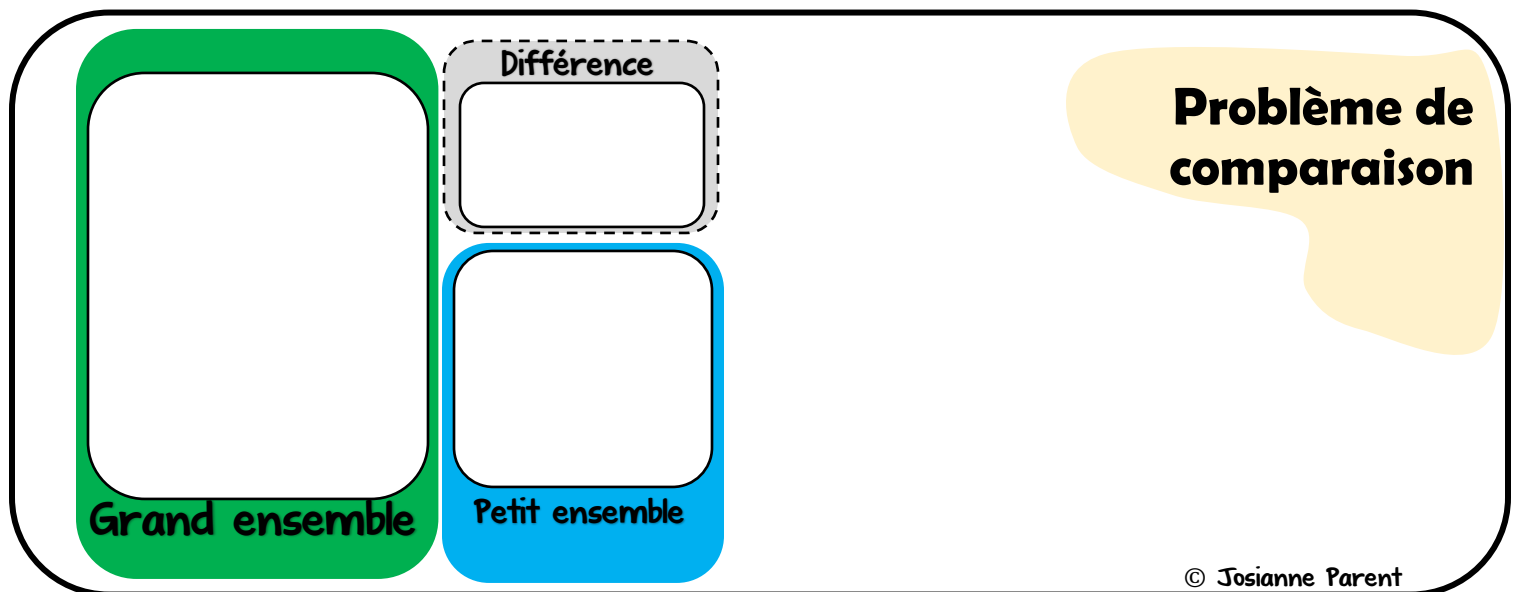 Différence
Problème de
comparaison
Grand ensemble
Petit ensemble
© Josianne Parent